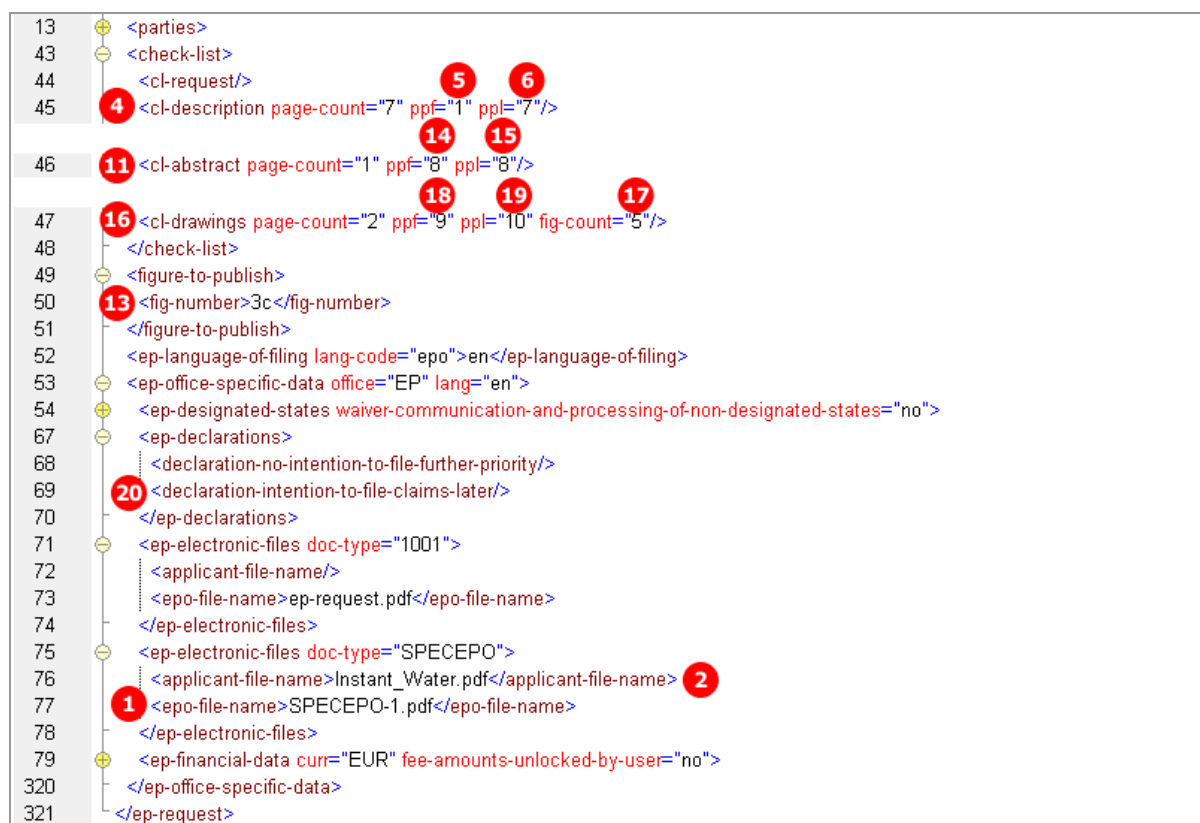 13 <parties>
43 <check-list>
44 <cl-request/>
5 6
45 4 <cl-description page-count="7" ppf="1" ppl="7"/>
14 15
46 11 <cl-abstract page-count="1" ppf="8" ppl="8"/>
18 19 17
47 16 <cl-drawings page-count="2" ppf="9" ppl="10" fig-count="5"/>
48 </check-list>
49 <figure-to-publish>
50 13 <fig-number>3c</fig-number>
51 </figure-to-publish>
52 <ep-language-of-filing lang-code="epo">en</ep-language-of-filing>
53 <ep-office-specific-data office="EP" lang="en">
54 <ep-designated-states waiver-communication-and-processing-of-non-designated-states="no">
67 <ep-declarations>
68 <declaration-no-intention-to-file-further-priority/>
69 20 <declaration-intention-to-file-claims-later/>
70 </ep-declarations>
71 <ep-electronic-files doc-type="1001">
72 <applicant-file-name/>
73 <epo-file-name>ep-request.pdf</epo-file-name>
74 </ep-electronic-files>
75 <ep-electronic-files doc-type="SPECEPO">
76 <applicant-file-name>Instant_Water.pdf</applicant-file-name> 2
77 1 <epo-file-name>SPECEPO-1.pdf</epo-file-name>
78 </ep-electronic-files>
79 <ep-financial-data curr="EUR" fee-amounts-unlocked-by-user="no">
320 </ep-office-specific-data>
321 </ep-request>